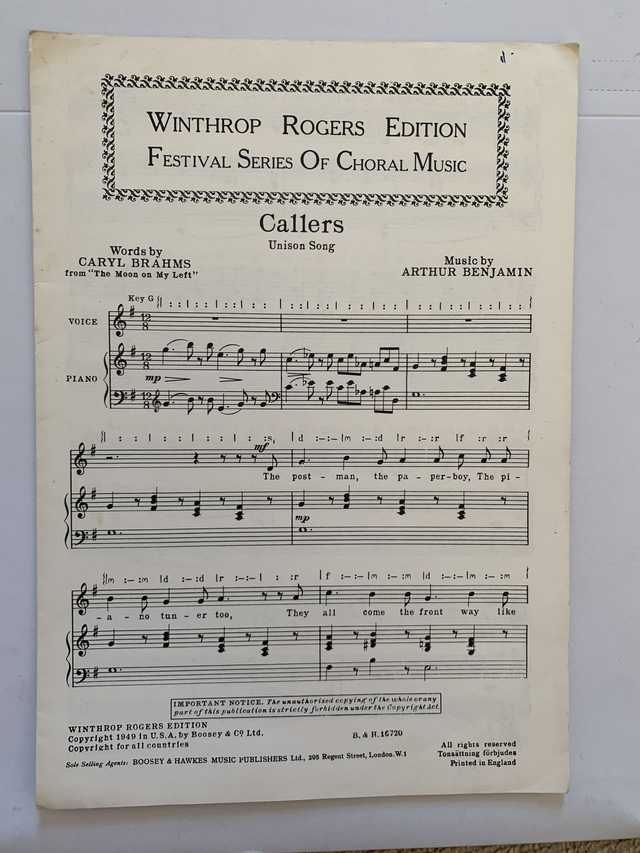 WINTHROP ROGERS EDITION
FESTIVAL SERIES OF CHORAL MUSIC
Callers
Unison Song
Words by
CARYL BRAHMS
from "The Moon on My Left"
Music by
ARTHUR BENJAMIN
Key G
VOICE
PIANO
mp
mf
The post - man, the pa - per-boy, The pi -
mp
- a - no tun - er too, They all come the front way like
IMPORTANT NOTICE. The unauthorised copying of the whole or any
part of this publication is strictly forbidden under the Copyright Act.
WINTHROP ROGERS EDITION
Copyright 1949 in U.S.A. by Boosey & Co. Ltd.
Copyright for all countries
B. & H. 16720
All rights reserved
Tonsättning förbjudes
Printed in England
Sole Selling Agents: BOOSEY & HAWKES MUSIC PUBLISHERS Ltd., 295 Regent Street, London. W.1